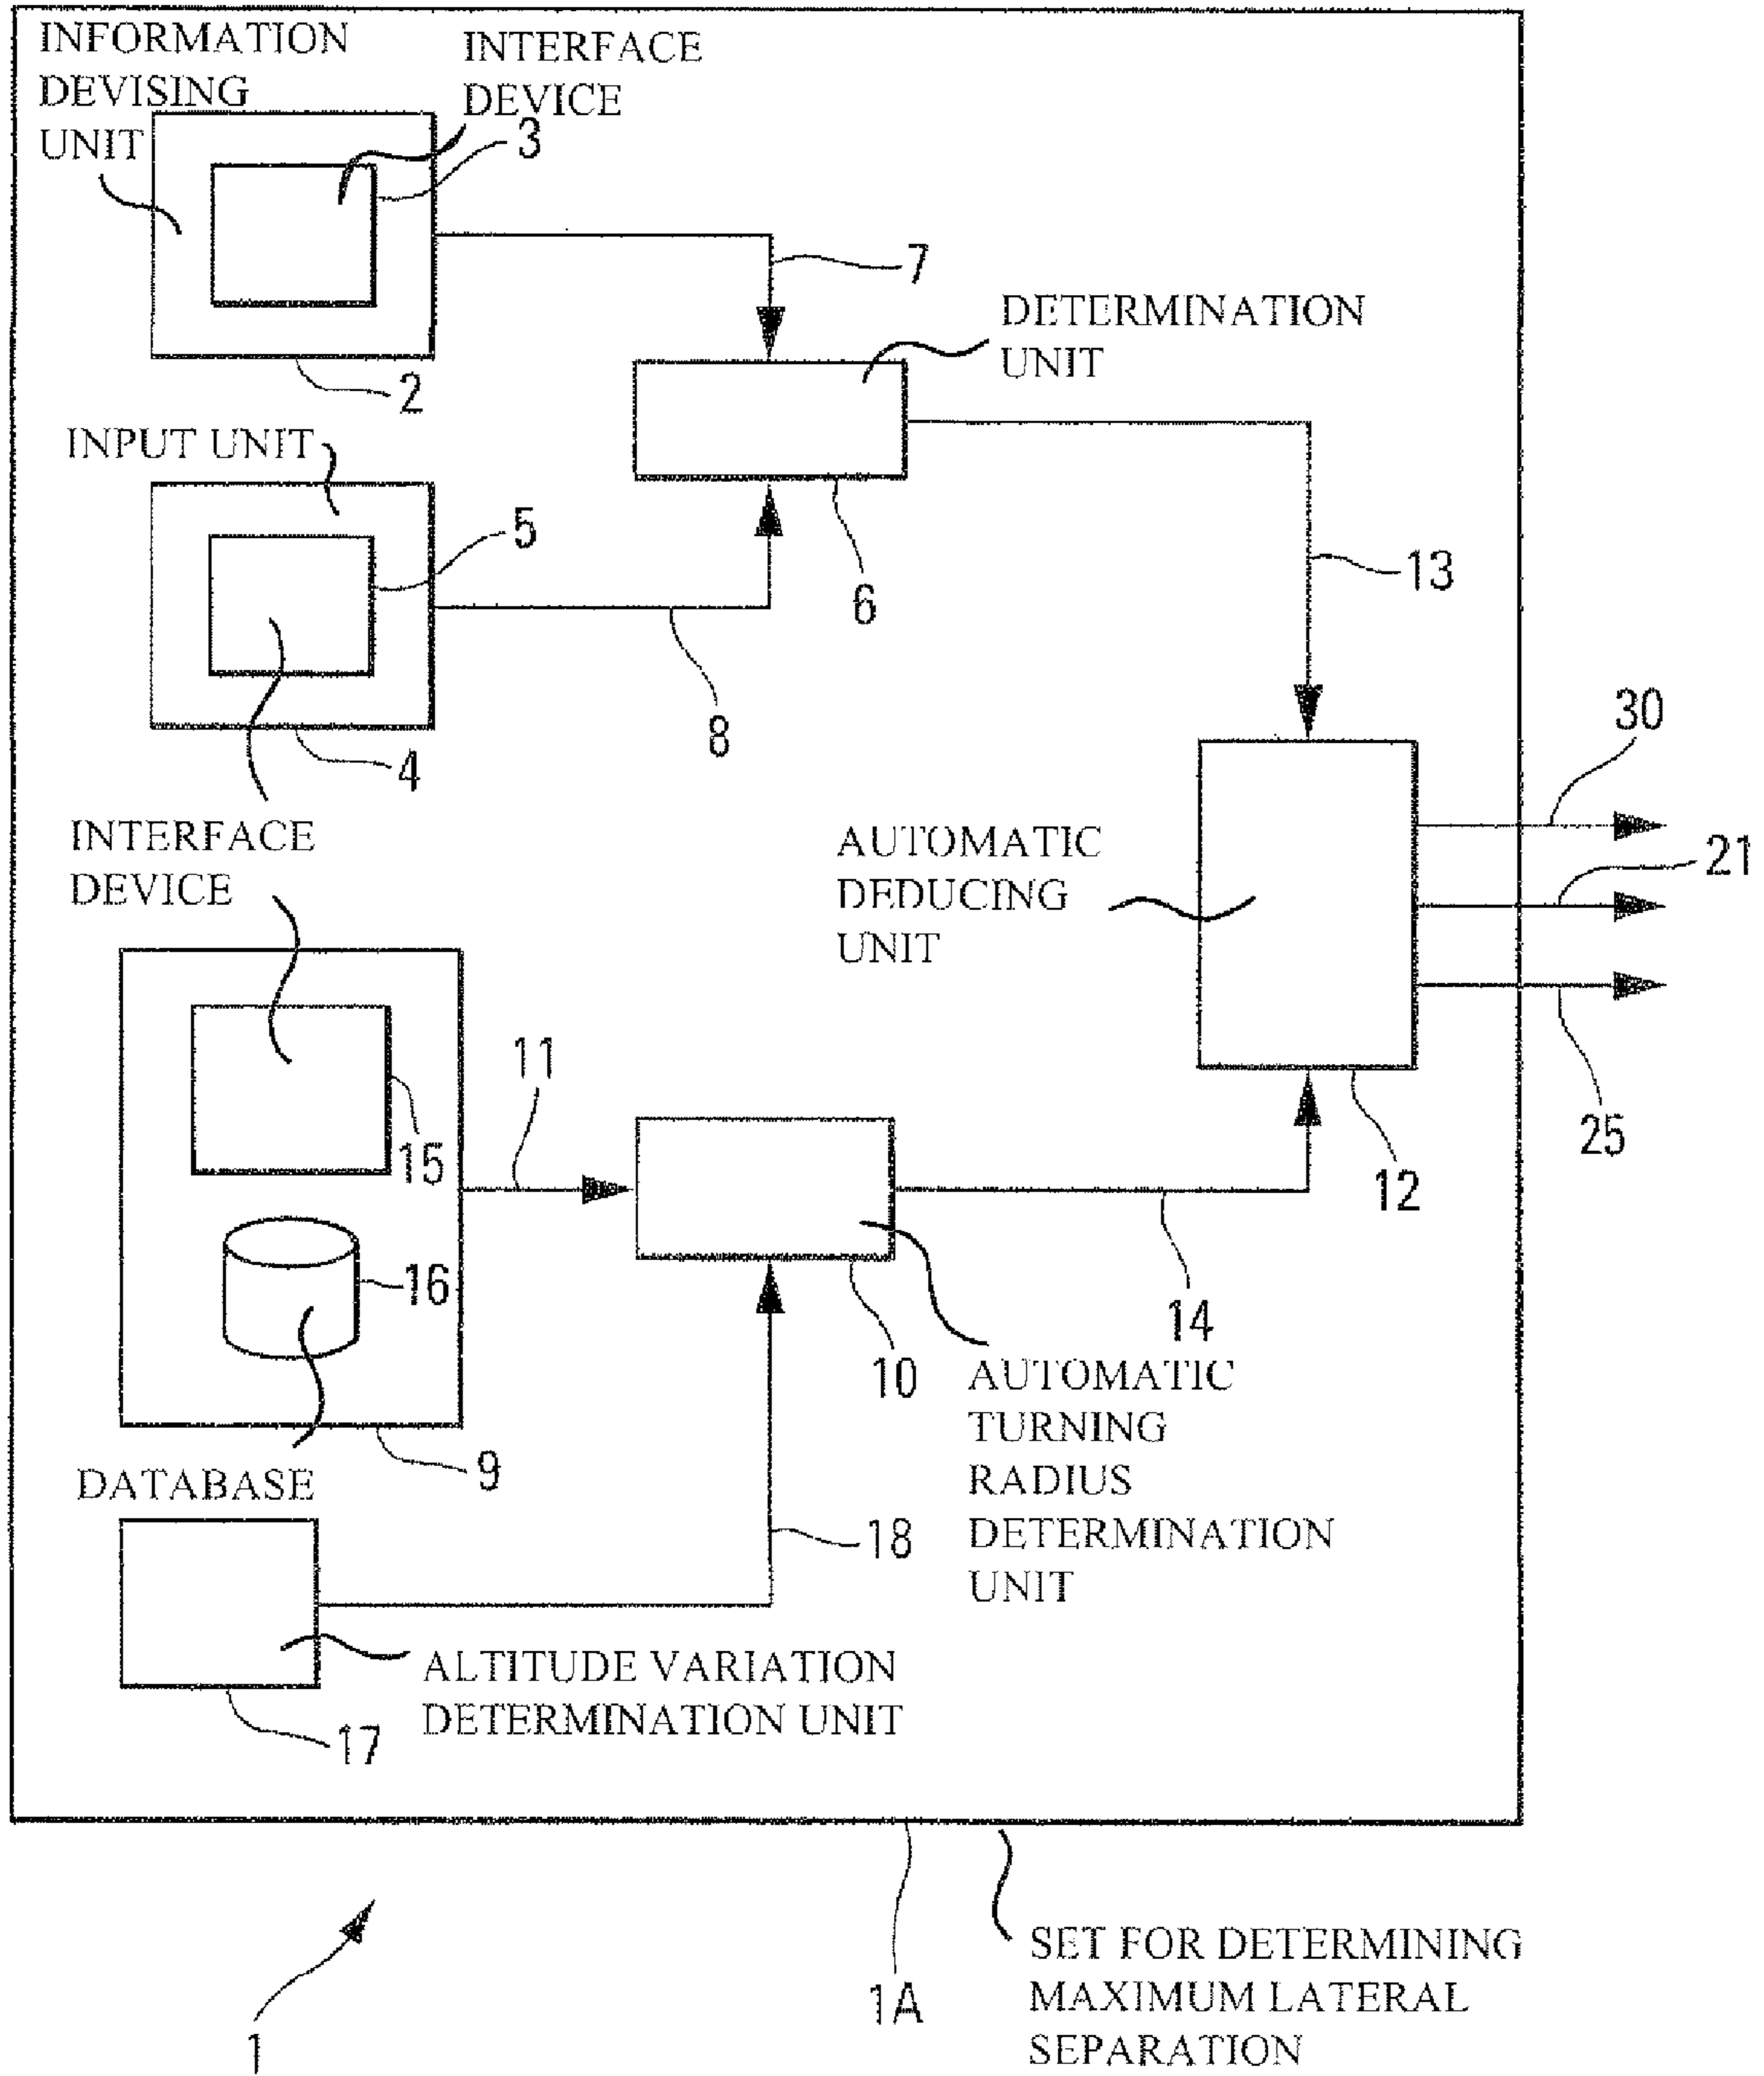 INFORMATION
DEVISING
UNIT
INTERFACE
DEVICE
3
7
DETERMINATION
UNIT
2
INPUT UNIT
5
6
13
8
4
30
INTERFACE
DEVICE
AUTOMATIC
DEDUCING
UNIT
21
11
15
25
12
16
14
10
AUTOMATIC
TURNING
RADIUS
DETERMINATION
UNIT
9
DATABASE
18
ALTITUDE VARIATION
DETERMINATION UNIT
17
1A
SET FOR DETERMINING
MAXIMUM LATERAL
SEPARATION
1